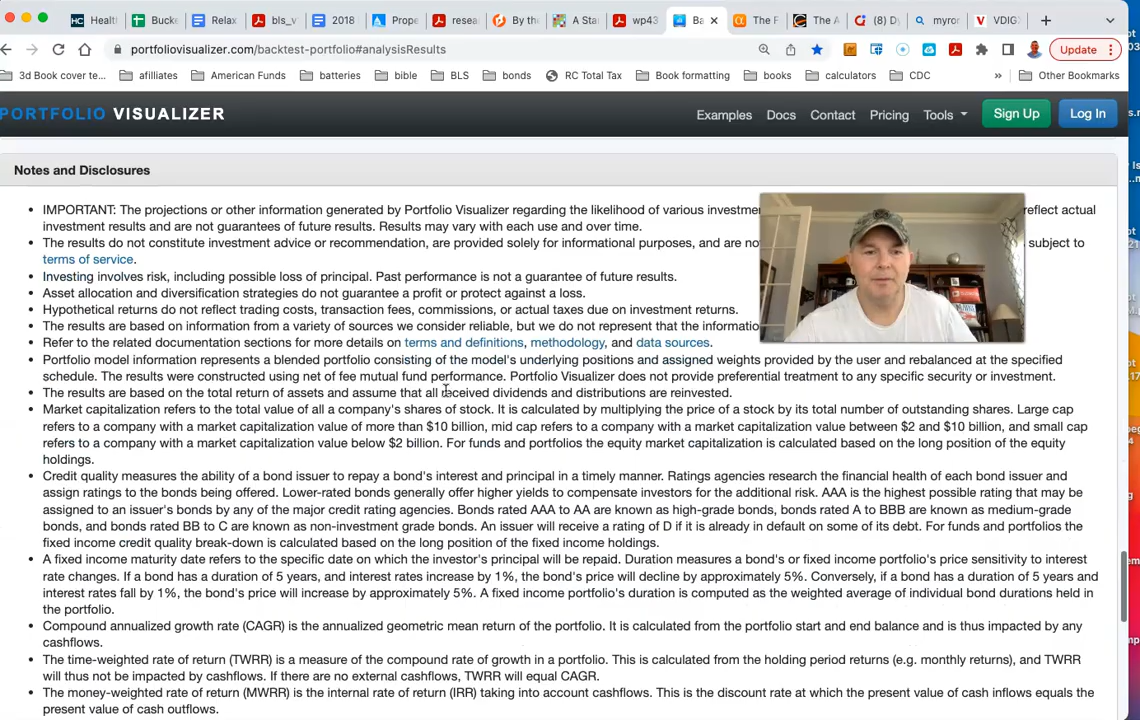 Healt
Bucke
Relax
bls_v
2018
Prope
resea
By the
A Sta
wp43
Ba
The F
The A
(8) Dy
myror
VDIG
portfoliovisualizer.com/backtest-portfolio#analysisResults
Update
3d Book cover te...
afilliates
American Funds
batteries
bible
BLS
bonds
RC Total Tax
Book formatting
books
calculators
CDC
»
Other Bookmarks
PORTFOLIO VISUALIZER
Examples
Docs
Contact
Pricing
Tools
Sign Up
Log In
Notes and Disclosures
• IMPORTANT: The projections or other information generated by Portfolio Visualizer regarding the likelihood of various investme reflect actual
investment results and are not guarantees of future results. Results may vary with each use and over time.
• The results do not constitute investment advice or recommendation, are provided solely for informational purposes, and are no subject to
terms of service.
• Investing involves risk, including possible loss of principal. Past performance is not a guarantee of future results.
• Asset allocation and diversification strategies do not guarantee a profit or protect against a loss.
• Hypothetical returns do not reflect trading costs, transaction fees, commissions, or actual taxes due on investment returns.
• The results are based on information from a variety of sources we consider reliable, but we do not represent that the informatio
• Refer to the related documentation sections for more details on terms and definitions, methodology, and data sources.
• Portfolio model information represents a blended portfolio consisting of the model's underlying positions and assigned weights provided by the user and rebalanced at the specified
schedule. The results were constructed using net of fee mutual fund performance. Portfolio Visualizer does not provide preferential treatment to any specific security or investment.
• The results are based on the total return of assets and assume that all received dividends and distributions are reinvested.
• Market capitalization refers to the total value of all a company's shares of stock. It is calculated by multiplying the price of a stock by its total number of outstanding shares. Large cap
refers to a company with a market capitalization value of more than $10 billion, mid cap refers to a company with a market capitalization value between $2 and $10 billion, and small cap
refers to a company with a market capitalization value below $2 billion. For funds and portfolios the equity market capitalization is calculated based on the long position of the equity
holdings.
• Credit quality measures the ability of a bond issuer to repay a bond's interest and principal in a timely manner. Ratings agencies research the financial health of each bond issuer and
assign ratings to the bonds being offered. Lower-rated bonds generally offer higher yields to compensate investors for the additional risk. AAA is the highest possible rating that may be
assigned to an issuer's bonds by any of the major credit rating agencies. Bonds rated AAA to AA are known as high-grade bonds, bonds rated A to BBB are known as medium-grade
bonds, and bonds rated BB to C are known as non-investment grade bonds. An issuer will receive a rating of D if it is already in default on some of its debt. For funds and portfolios the
fixed income credit quality break-down is calculated based on the long position of the fixed income holdings.
• A fixed income maturity date refers to the specific date on which the investor's principal will be repaid. Duration measures a bond's or fixed income portfolio's price sensitivity to interest
rate changes. If a bond has a duration of 5 years, and interest rates increase by 1%, the bond's price will decline by approximately 5%. Conversely, if a bond has a duration of 5 years and
interest rates fall by 1%, the bond's price will increase by approximately 5%. A fixed income portfolio's duration is computed as the weighted average of individual bond durations held in
the portfolio.
• Compound annualized growth rate (CAGR) is the annualized geometric mean return of the portfolio. It is calculated from the portfolio start and end balance and is thus impacted by any
cashflows.
• The time-weighted rate of return (TWRR) is a measure of the compound rate of growth in a portfolio. This is calculated from the holding period returns (e.g. monthly returns), and TWRR
will thus not be impacted by cashflows. If there are no external cashflows, TWRR will equal CAGR.
• The money-weighted rate of return (MWRR) is the internal rate of return (IRR) taking into account cashflows. This is the discount rate at which the present value of cash inflows equals the
present value of cash outflows.